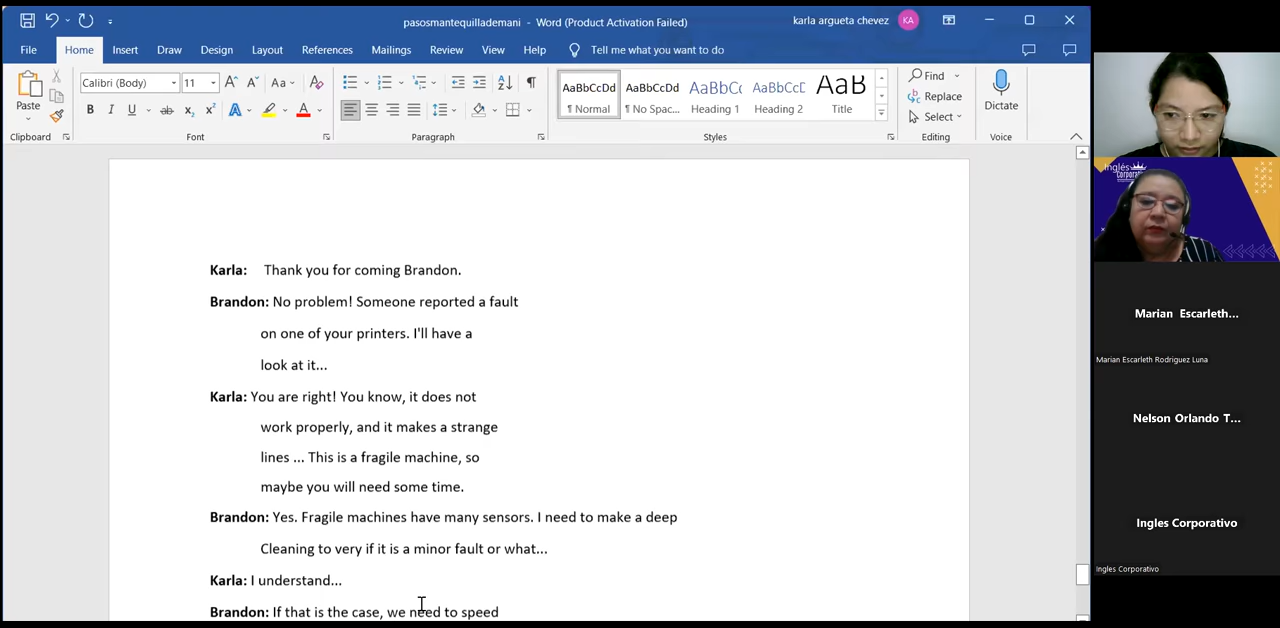 pasosmantequillademani - Word (Product Activation Failed)
karla argueta chevez
KA
File Home Insert Draw Design Layout References Mailings Review View Help Tell me what you want to do
Paste
Calibri (Body) 11
Clipboard Font Paragraph Styles Editing Voice
AaBbCcDd AaBbCcDd AaBbCc AaBbCcC AaB
¶ Normal ¶ No Spac... Heading 1 Heading 2 Title
Find
Replace
Select
Dictate
Karla: Thank you for coming Brandon.
Brandon: No problem! Someone reported a fault
on one of your printers. I'll have a
look at it...
Karla: You are right! You know, it does not
work properly, and it makes a strange
lines ... This is a fragile machine, so
maybe you will need some time.
Brandon: Yes. Fragile machines have many sensors. I need to make a deep
Cleaning to very if it is a minor fault or what...
Karla: I understand...
Brandon: If that is the case, we need to speed
Inglés
Corporativo
Marian Escarleth...
Marian Escarleth Rodriguez Luna
Nelson Orlando T...
Ingles Corporativo
Ingles Corporativo